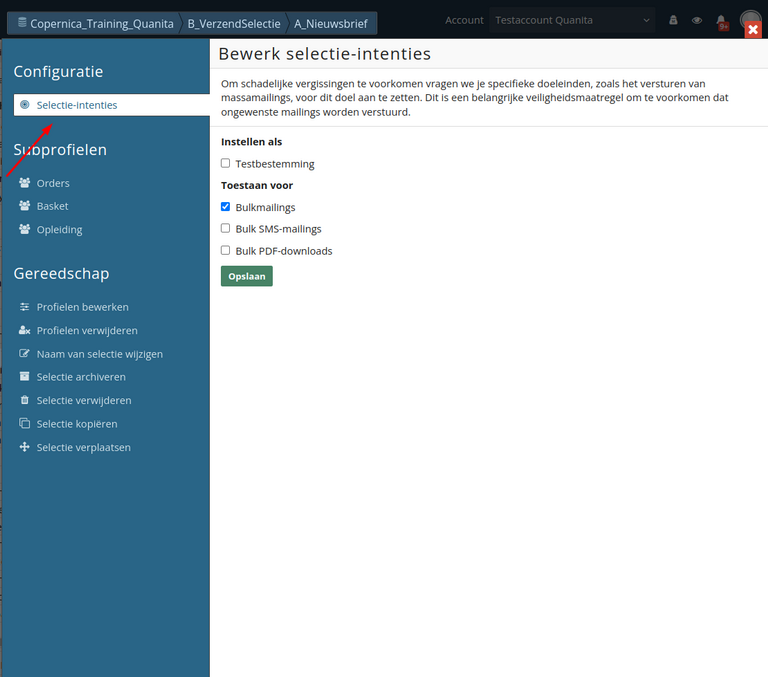 Copernica_Training_Quanita B_VerzendSelectie A_Nieuwsbrief Account Testaccount Quanita 9+
Configuratie
Selectie-intenties
Subprofielen
Orders
Basket
Opleiding
Gereedschap
Profielen bewerken
Profielen verwijderen
Naam van selectie wijzigen
Selectie archiveren
Selectie verwijderen
Selectie kopiëren
Selectie verplaatsen
Bewerk selectie-intenties
Om schadelijke vergissingen te voorkomen vragen we je specifieke doeleinden, zoals het versturen van
massamailings, voor dit doel aan te zetten. Dit is een belangrijke veiligheidsmaatregel om te voorkomen dat
ongewenste mailings worden verstuurd.
Instellen als
Testbestemming
Toestaan voor
Bulkmailings
Bulk SMS-mailings
Bulk PDF-downloads
Opslaan